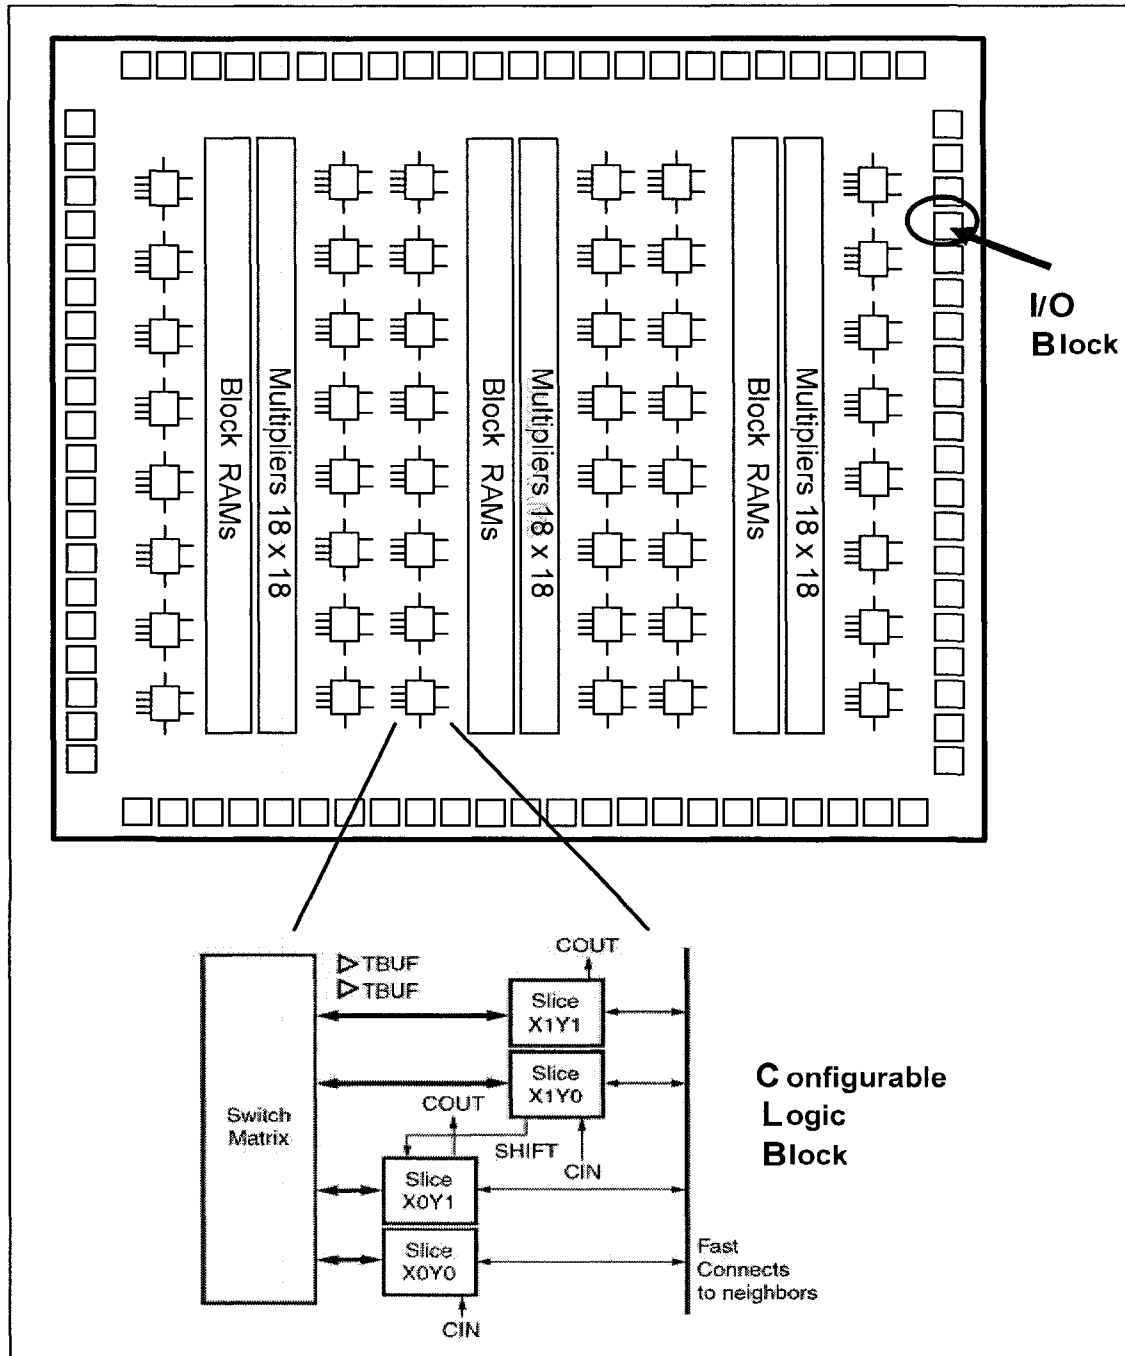 I/O
Block
Block RAMs
Multipliers 18 x 18
Block RAMs
Multipliers 18 x 18
Block RAMs
Multipliers 18 x 18
COUT
TBUF
TBUF
Slice
X1Y1
Slice
X1Y0
Configurable
Logic
Block
COUT
Switch
Matrix
SHIFT
CIN
Slice
X0Y1
Slice
X0Y0
Fast
Connects
to neighbors
CIN